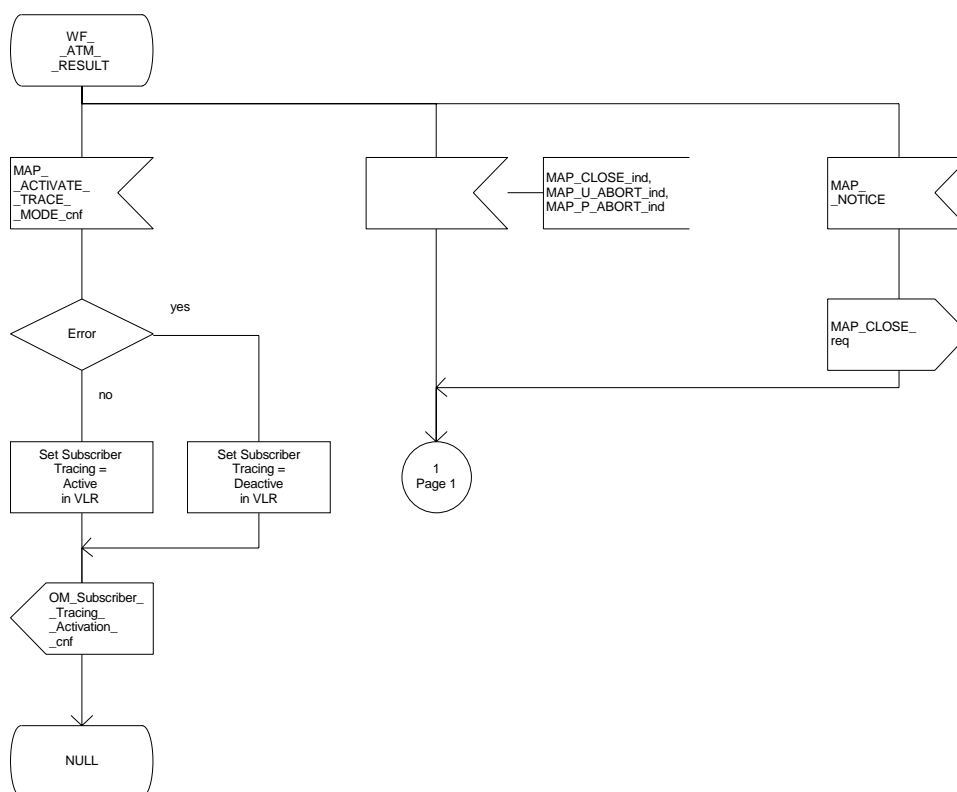 WF_
_ATM_
_RESULT
MAP_
_ACTIVATE_
_TRACE_
_MODE_cnf
MAP_CLOSE_ind,
MAP_U_ABORT_ind,
MAP_P_ABORT_ind
MAP_
_NOTICE
Error
yes
no
MAP_CLOSE_
req
Set Subscriber
Tracing =
Active
in VLR
Set Subscriber
Tracing =
Deactive
in VLR
1
Page 1
OM_Subscriber_
_Tracing_
_Activation_
_cnf
NULL